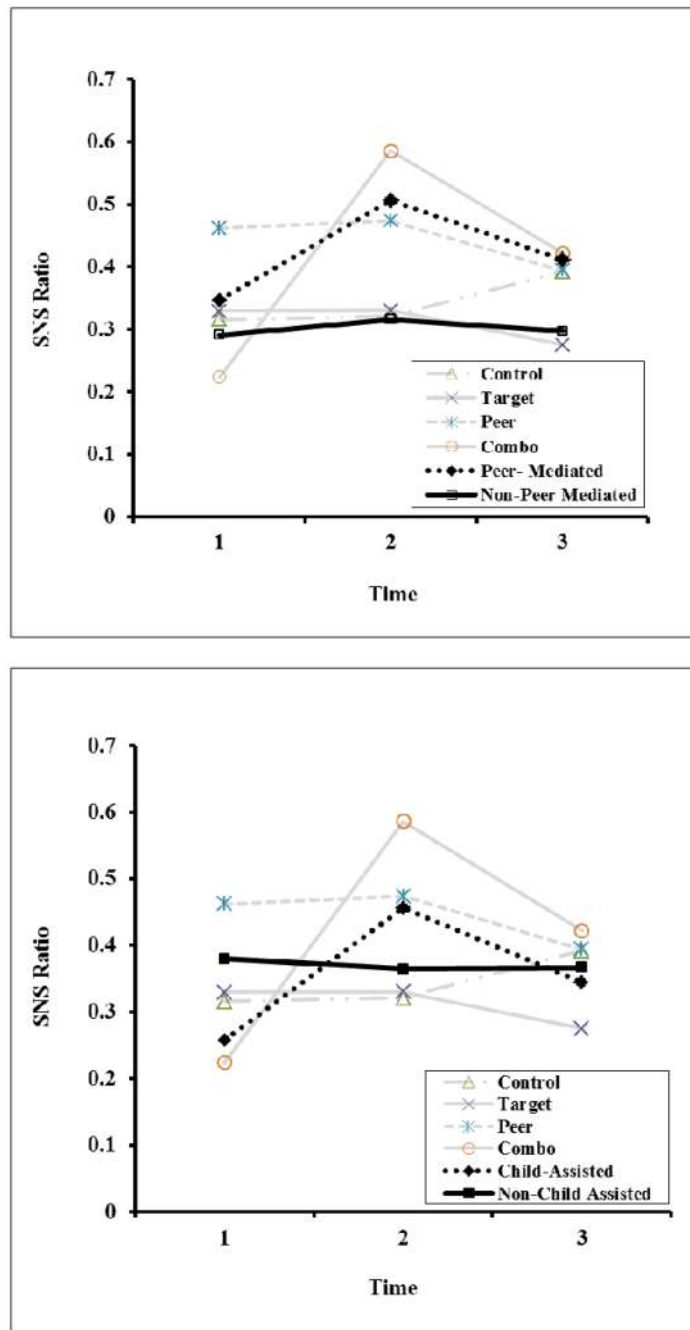 0.7
0.6
0.5
0.4
0.3
0.2
0.1
0
SNS Ratio
Control
Target
Peer
Combo
Peer- Mediated
Non-Peer Mediated
1 2 3
Time
0.7
0.6
0.5
0.4
0.3
0.2
0.1
0
SNS Ratio
Control
Target
Peer
Combo
Child-Assisted
Non-Child Assisted
1 2 3
Time